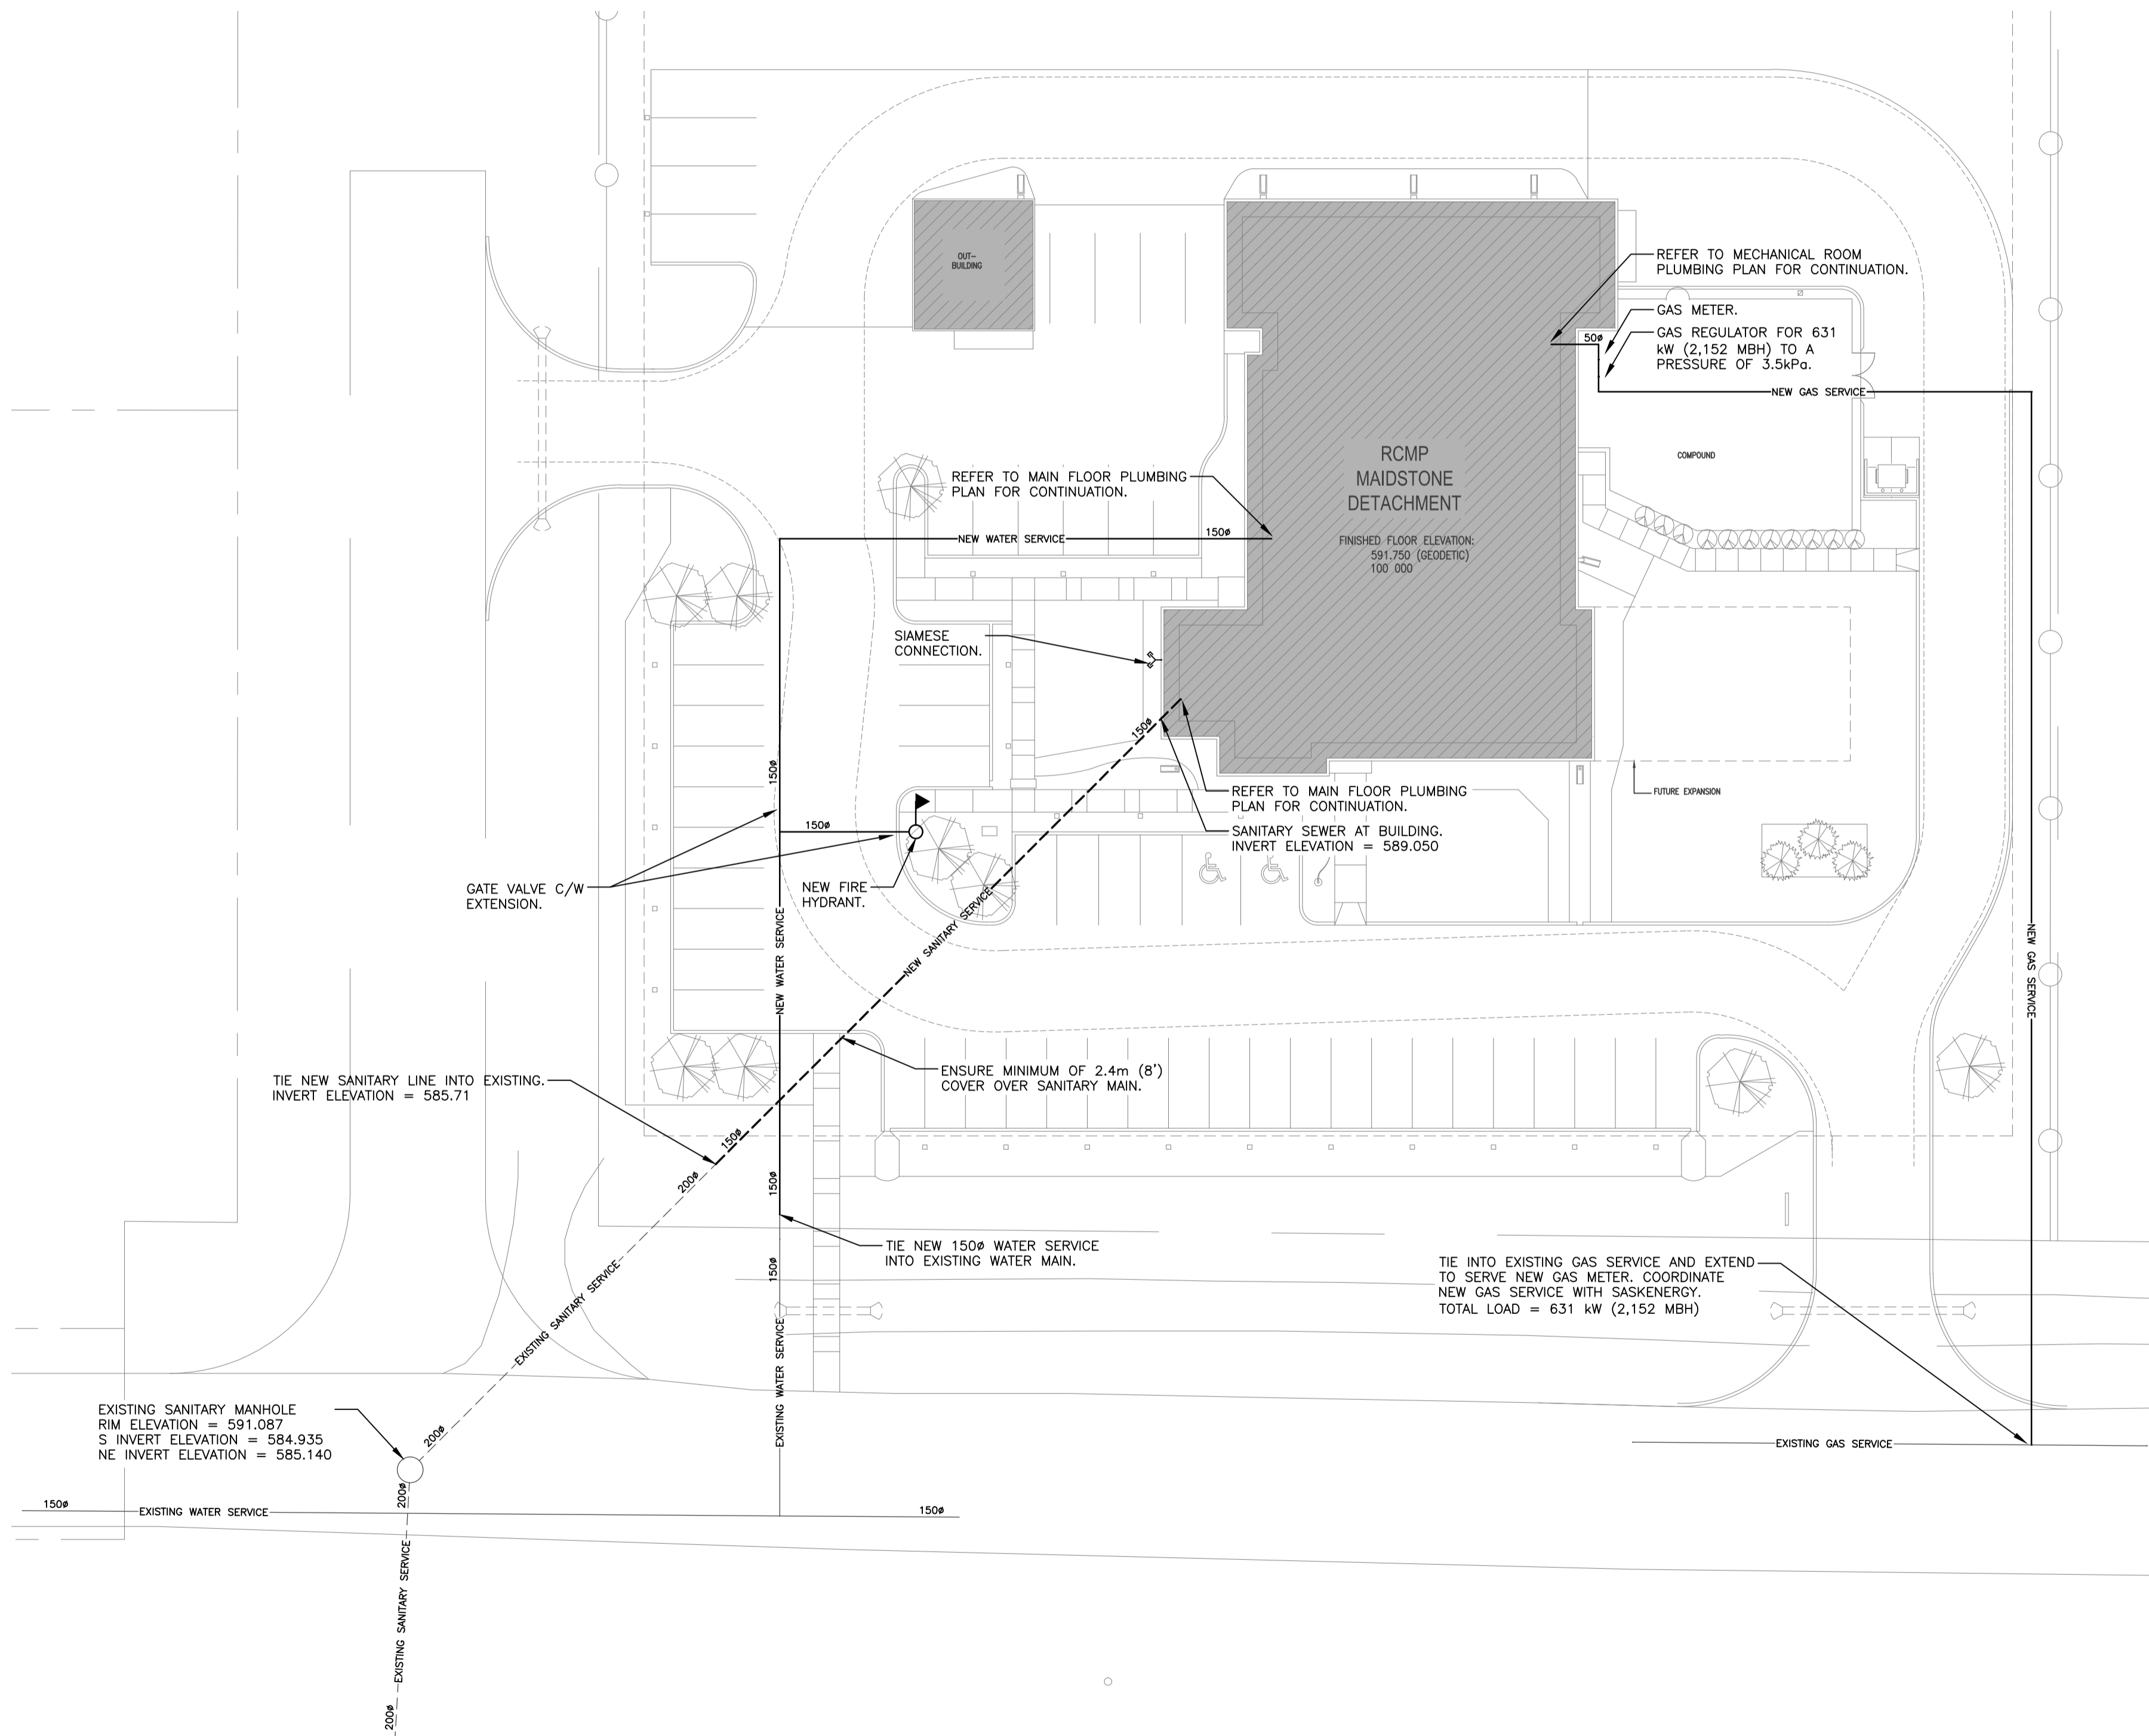 OUT-
BUILDING
REFER TO MECHANICAL ROOM
PLUMBING PLAN FOR CONTINUATION.
GAS METER.
GAS REGULATOR FOR 631
kW (2,152 MBH) TO A
PRESSURE OF 3.5kPa.
50ø
NEW GAS SERVICE
RCMP
MAIDSTONE
DETACHMENT
FINISHED FLOOR ELEVATION:
591.750 (GEODETIC)
100 000
COMPOUND
REFER TO MAIN FLOOR PLUMBING
PLAN FOR CONTINUATION.
NEW WATER SERVICE
150ø
SIAMESE
CONNECTION.
150ø
150ø
150ø
REFER TO MAIN FLOOR PLUMBING
PLAN FOR CONTINUATION.
SANITARY SEWER AT BUILDING.
INVERT ELEVATION = 589.050
FUTURE EXPANSION
GATE VALVE C/W
EXTENSION.
NEW FIRE
HYDRANT.
NEW WATER SERVICE
NEW SANITARY SERVICE
NEW GAS SERVICE
TIE NEW SANITARY LINE INTO EXISTING.
INVERT ELEVATION = 585.71
ENSURE MINIMUM OF 2.4m (8')
COVER OVER SANITARY MAIN.
150ø
200ø
150ø
TIE NEW 150ø WATER SERVICE
INTO EXISTING WATER MAIN.
150ø
EXISTING SANITARY SERVICE
EXISTING WATER SERVICE
TIE INTO EXISTING GAS SERVICE AND EXTEND
TO SERVE NEW GAS METER. COORDINATE
NEW GAS SERVICE WITH SASKENERGY.
TOTAL LOAD = 631 kW (2,152 MBH)
EXISTING SANITARY MANHOLE
RIM ELEVATION = 591.087
S INVERT ELEVATION = 584.935
NE INVERT ELEVATION = 585.140
200ø
EXISTING GAS SERVICE
200ø
150ø
EXISTING WATER SERVICE
150ø
EXISTING SANITARY SERVICE
200ø